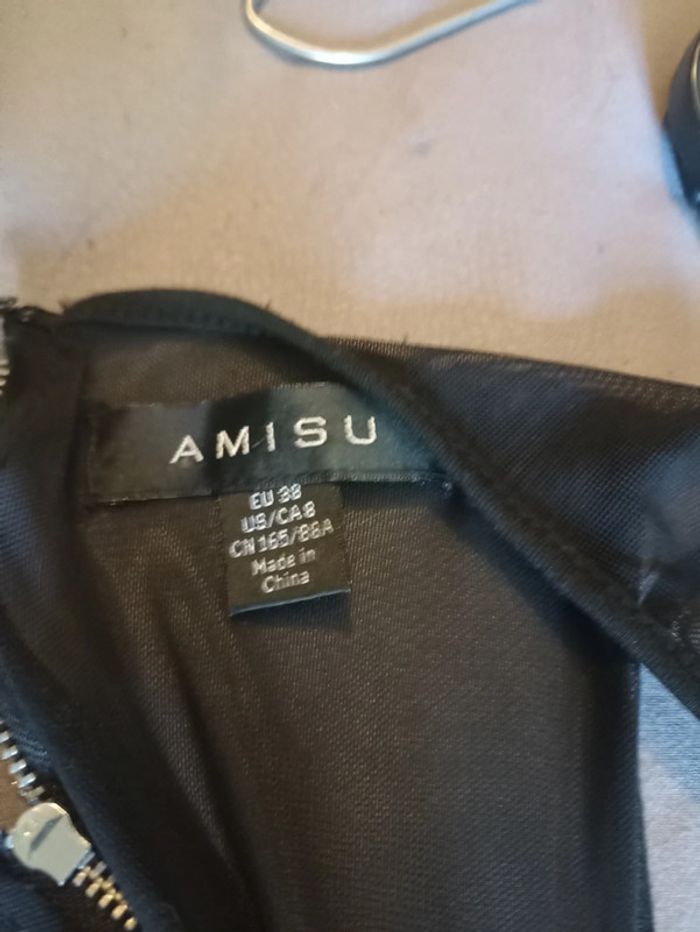 AMISU
EU 38
US/CA 8
CN 165/88A
Made in
China